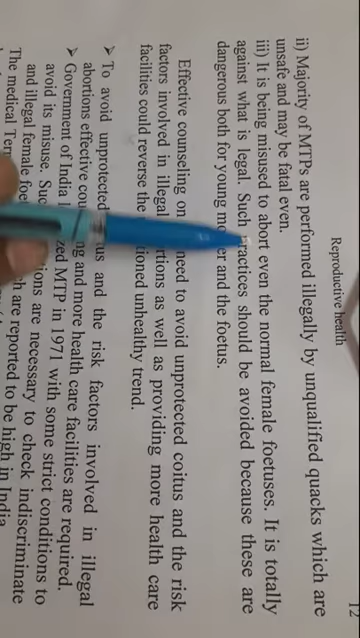 12
Reproductive health
ii) Majority of MTPs are performed illegally by unqualified quacks which are
unsafe and may be fatal even.
iii) It is being misused to abort even the normal female foetuses. It is totally
against what is legal. Such practices should be avoided because these are
dangerous both for young mo er and the foetus.
Effective counseling on need to avoid unprotected coitus and the risk
factors involved in illegal rtions as well as providing more health care
facilities could reverse the tioned unhealthy trend.
➤ To avoid unprotected us and the risk factors involved in illegal
abortions effective cou ng and more health care facilities are required.
➤ Government of India l zed MTP in 1971 with some strict conditions to
avoid its misuse. Suc ions are necessary to check indiscriminate
and illegal female foe ch are reported to be high in India
The medical Ter